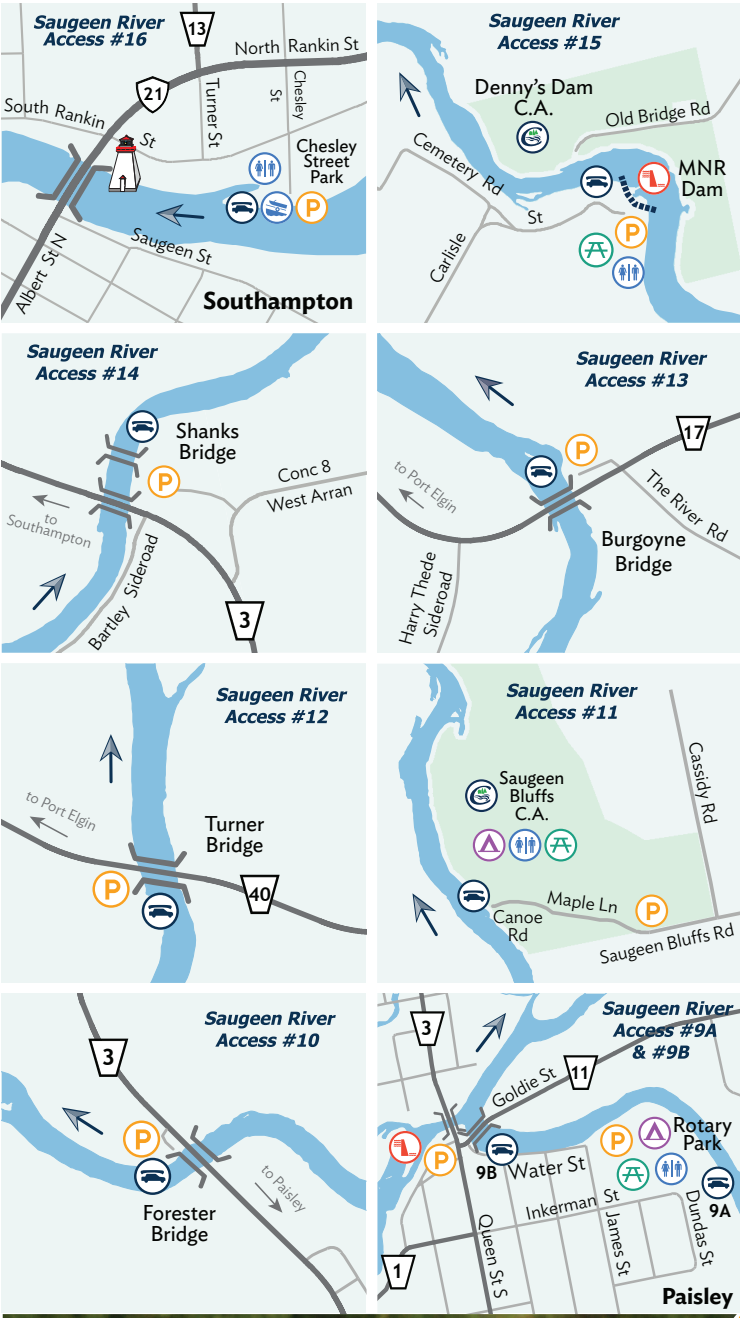 Saugeen River
Access #16
13
North Rankin St
21
Turner St
Chesley
St
South Rankin
St
Chesley
Street
Park
P
Saugeen St
Albert St N
Southampton
Saugeen River
Access #15
Denny's Dam
C.A.
Old Bridge Rd
Cemetery Rd
MNR
Dam
St
P
Carlisle
Saugeen River
Access #14
Shanks
Bridge
P
Conc 8
West Arran
to
Southampton
Bartley Sideroad
3
Saugeen River
Access #13
17
P
to Port Elgin
The River Rd
Burgoyne
Bridge
Harry Thede
Sideroad
Saugeen River
Access #12
to Port Elgin
Turner
Bridge
P
40
Saugeen River
Access #11
Cassidy Rd
Saugeen
Bluffs
C.A.
Maple Ln
P
Canoe
Rd
Saugeen Bluffs Rd
Saugeen River
Access #10
3
P
to Paisley
Forester
Bridge
Saugeen River
Access #9A
& #9B
3
11
Goldie St
Rotary
Park
P
P
9B
Water St
9A
Inkerman St
Queen St S
James St
Dundas St
1
Paisley